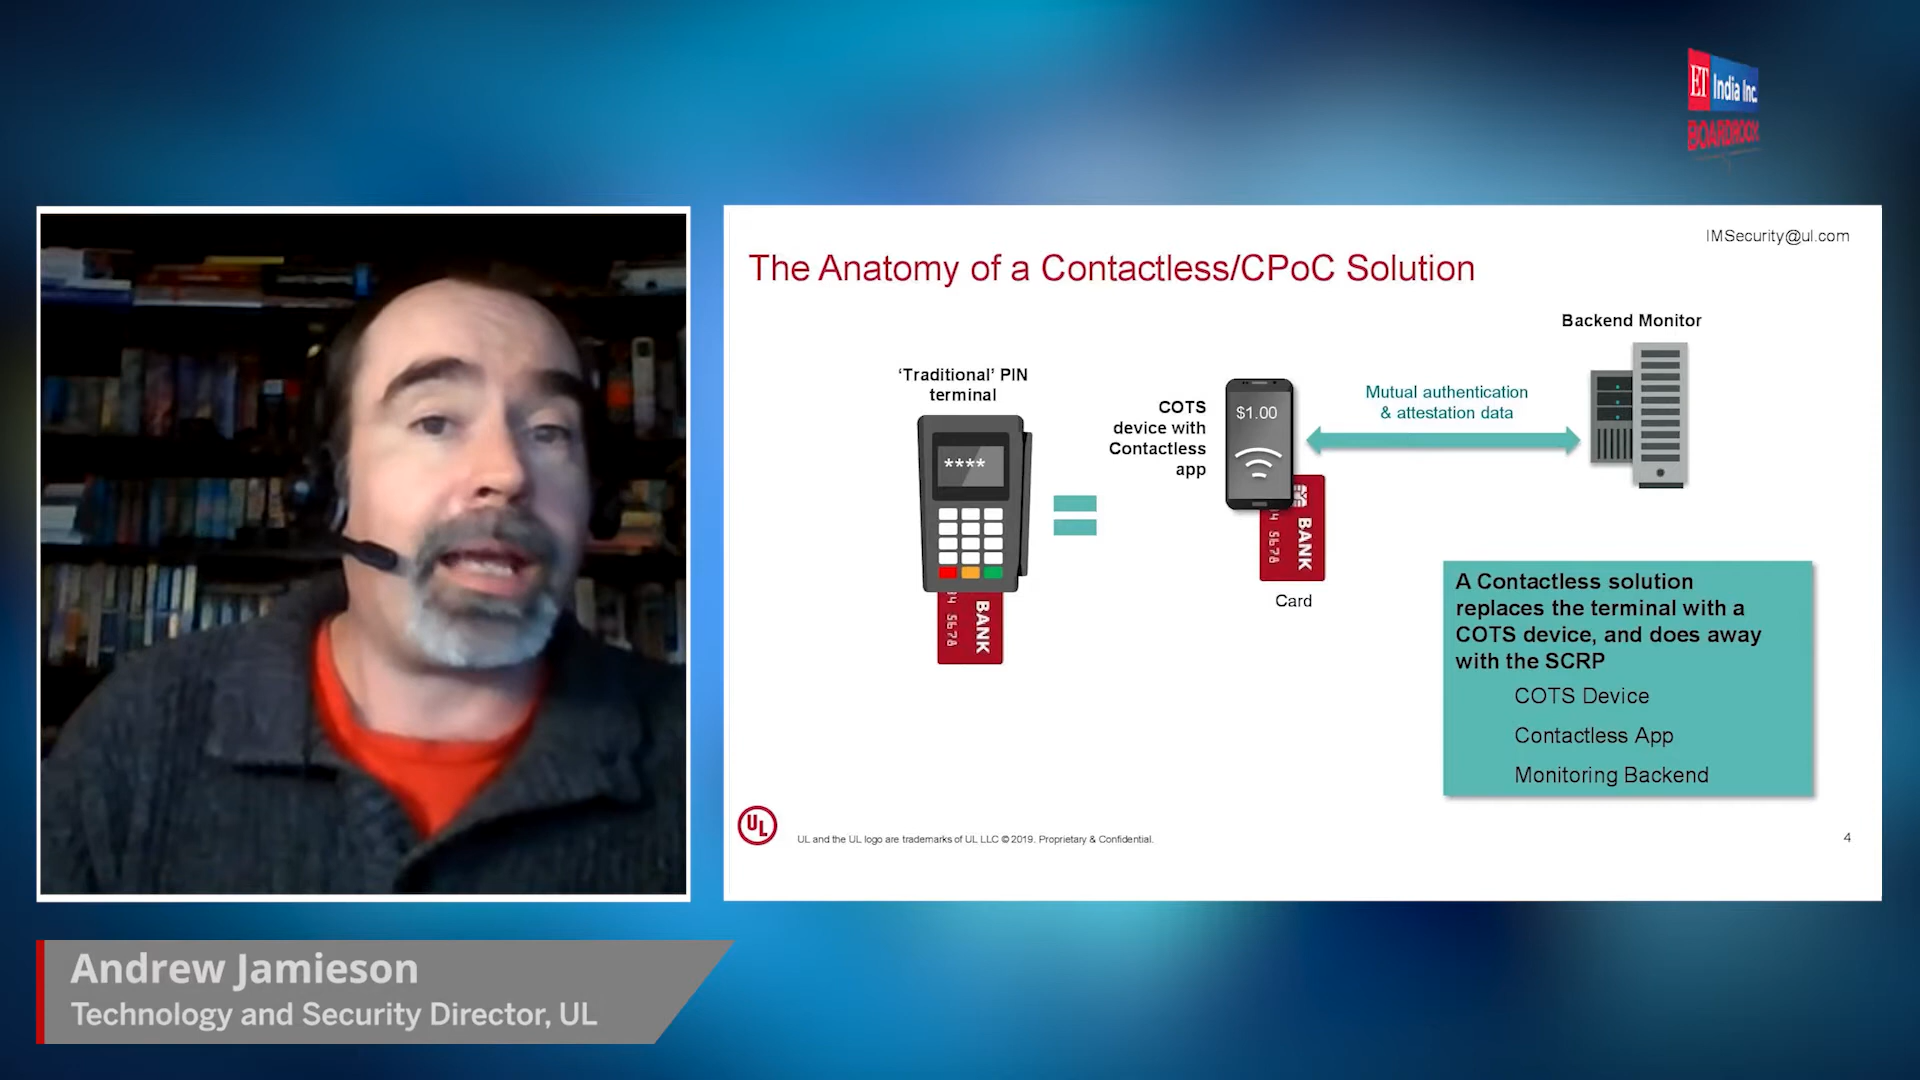 ET India Inc.
BOARDROOM
IMSecurity@ul.com
The Anatomy of a Contactless/CPoC Solution
Backend Monitor
‘Traditional’ PIN
terminal
****
BANK
5678
COTS
device with
Contactless
app
$1.00
BANK
5678
Card
Mutual authentication
& attestation data
A Contactless solution
replaces the terminal with a
COTS device, and does away
with the SCRP
COTS Device
Contactless App
Monitoring Backend
UL
UL and the UL logo are trademarks of UL LLC © 2019. Proprietary & Confidential.
4
Andrew Jamieson
Technology and Security Director, UL